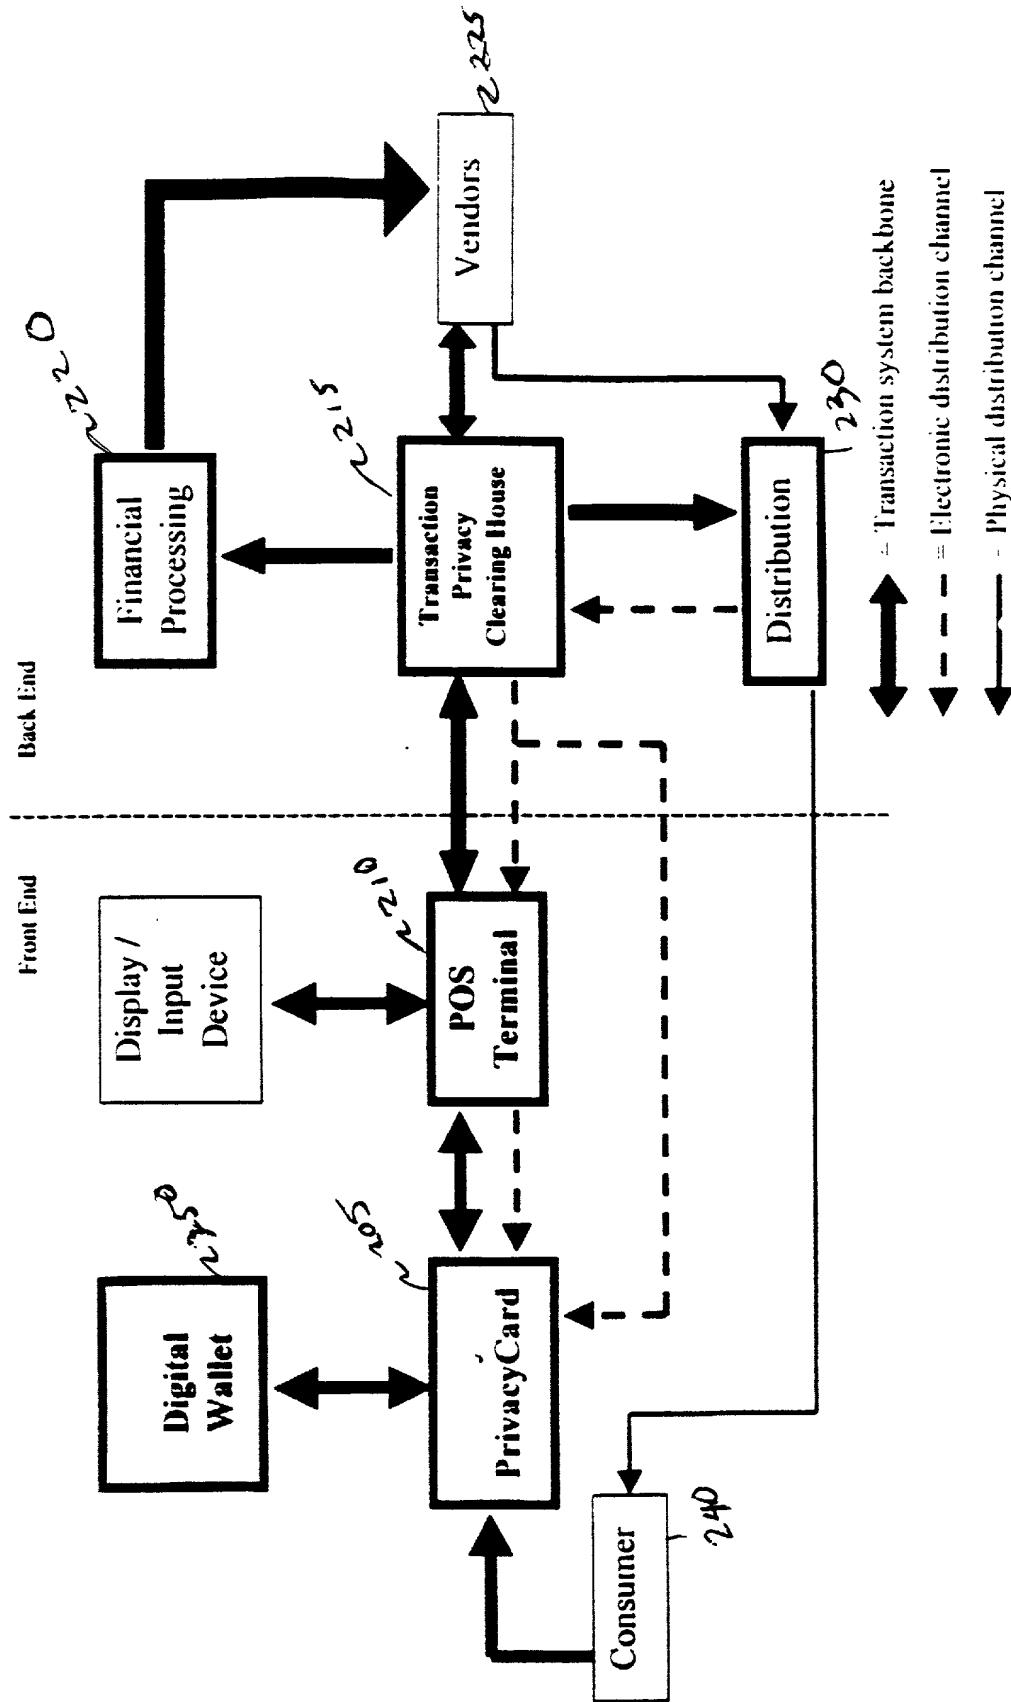 Front End
Back End
Digital
Wallet
Display /
Input
Device
Financial
Processing
220
205
PrivacyCard
210
POS
Terminal
215
Transaction
Privacy
Clearing House
225
Vendors
Consumer
240
Distribution
230
= Transaction system backbone
= Electronic distribution channel
- Physical distribution channel